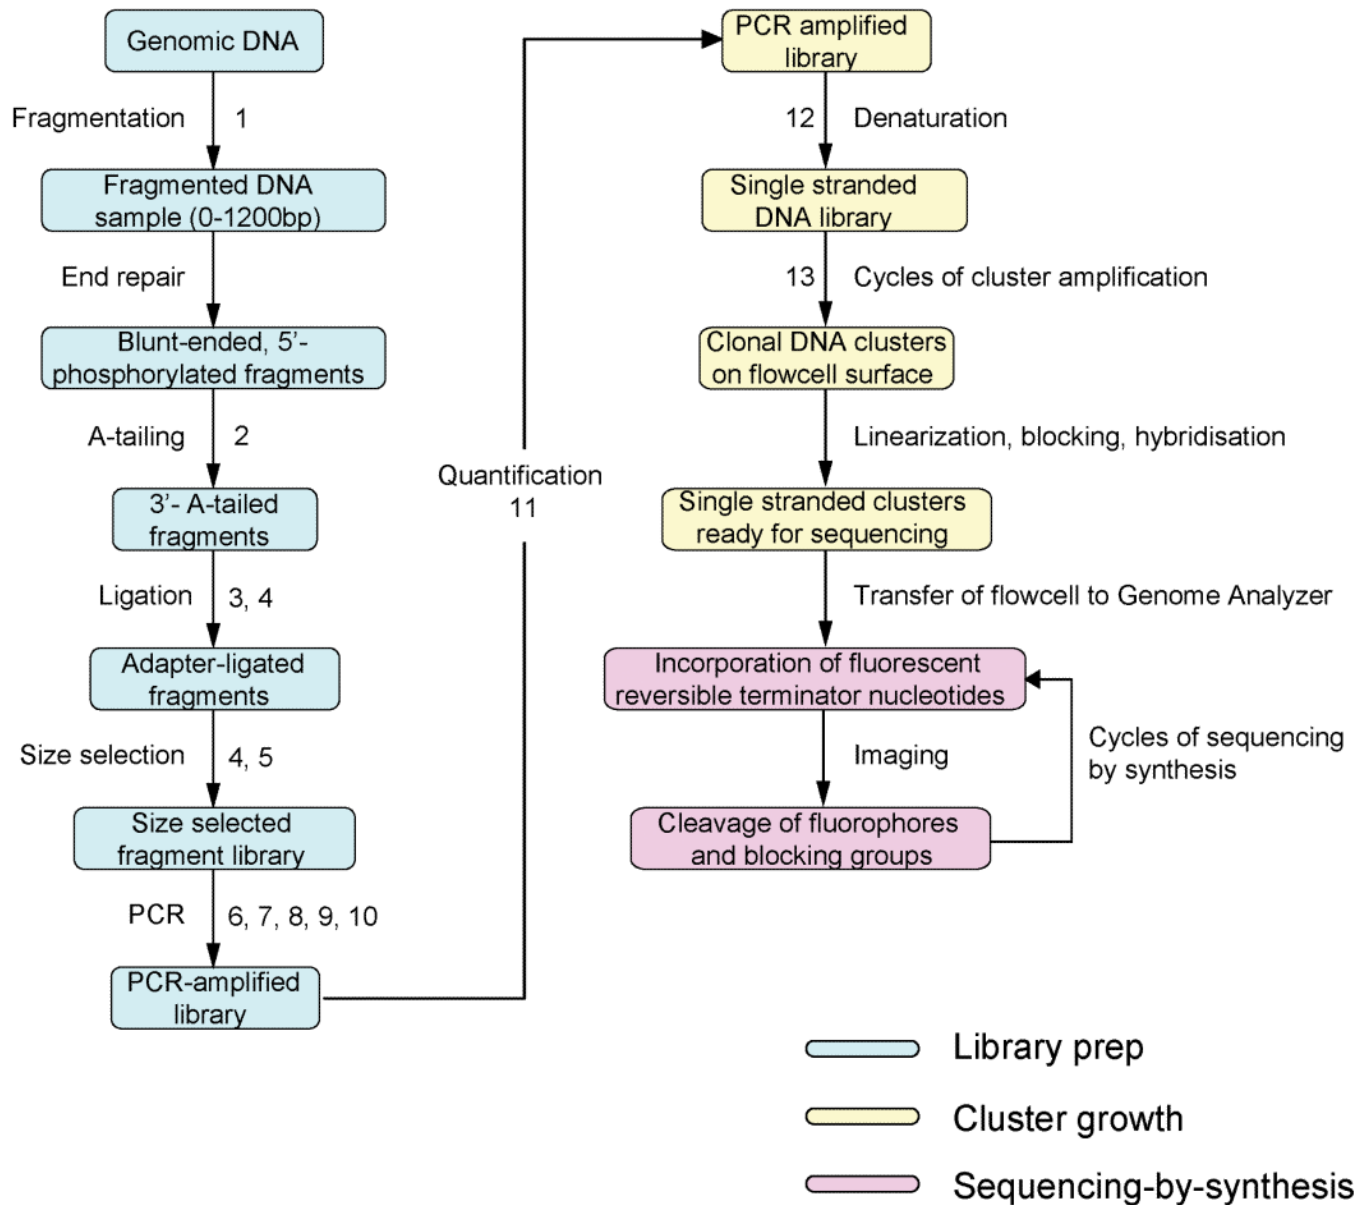 Genomic DNA
Fragmentation 1
Fragmented DNA
sample (0-1200bp)
End repair
Blunt-ended, 5’-
phosphorylated fragments
A-tailing 2
3’- A-tailed
fragments
Ligation 3, 4
Adapter-ligated
fragments
Size selection 4, 5
Size selected
fragment library
PCR 6, 7, 8, 9, 10
PCR-amplified
library
Quantification
11
PCR amplified
library
12 Denaturation
Single stranded
DNA library
13 Cycles of cluster amplification
Clonal DNA clusters
on flowcell surface
Linearization, blocking, hybridisation
Single stranded clusters
ready for sequencing
Transfer of flowcell to Genome Analyzer
Incorporation of fluorescent
reversible terminator nucleotides
Imaging
Cycles of sequencing
by synthesis
Cleavage of fluorophores
and blocking groups
Library prep
Cluster growth
Sequencing-by-synthesis